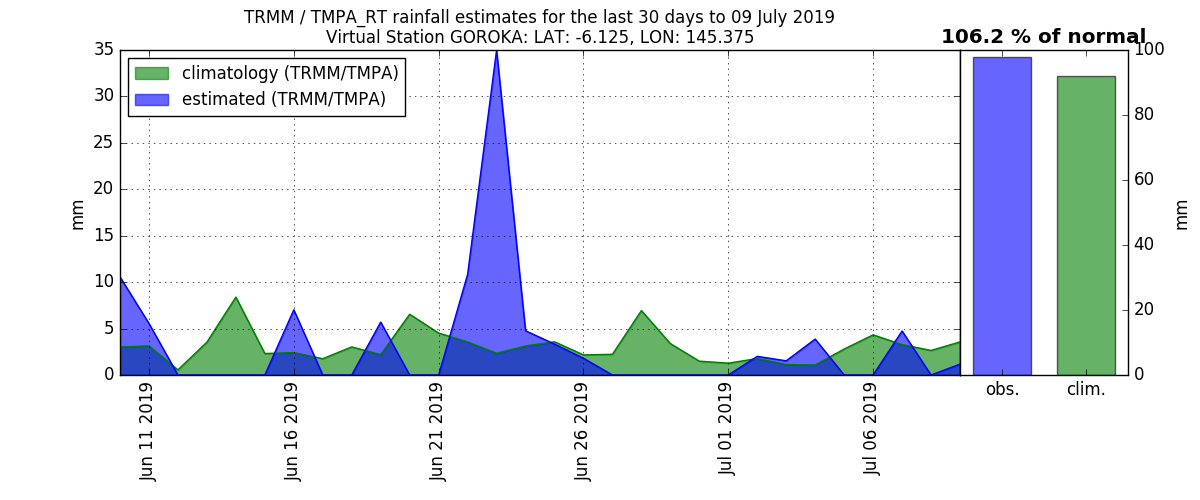 TRMM / TMPA_RT rainfall estimates for the last 30 days to 09 July 2019
Virtual Station GOROKA: LAT: -6.125, LON: 145.375
106.2 % of normal
climatology (TRMM/TMPA)
estimated (TRMM/TMPA)
35
30
25
20
15
10
5
0
mm
Jun 11 2019
Jun 16 2019
Jun 21 2019
Jun 26 2019
Jul 01 2019
Jul 06 2019
obs.
clim.
100
80
60
40
20
0
mm